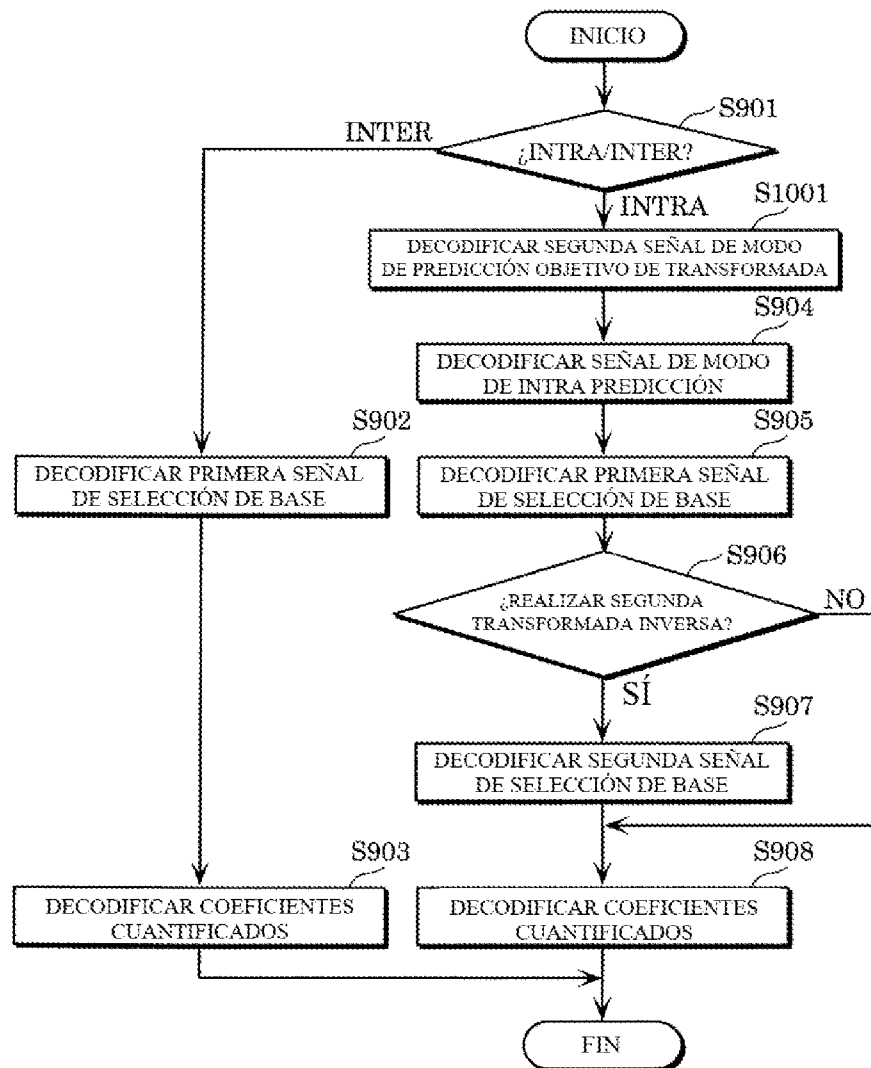 INICIO
S901
¿INTRA/INTER?
INTER
INTRA
S1001
DECODIFICAR SEGUNDA SEÑAL DE MODO
DE PREDICCIÓN OBJETIVO DE TRANSFORMADA
S904
DECODIFICAR SEÑAL DE MODO
DE INTRA PREDICCIÓN
S902
DECODIFICAR PRIMERA SEÑAL
DE SELECCIÓN DE BASE
S905
DECODIFICAR PRIMERA SEÑAL
DE SELECCIÓN DE BASE
S906
¿REALIZAR SEGUNDA
TRANSFORMADA INVERSA?
NO
SÍ
S907
DECODIFICAR SEGUNDA SEÑAL
DE SELECCIÓN DE BASE
S903
DECODIFICAR COEFICIENTES
CUANTIFICADOS
S908
DECODIFICAR COEFICIENTES
CUANTIFICADOS
FIN